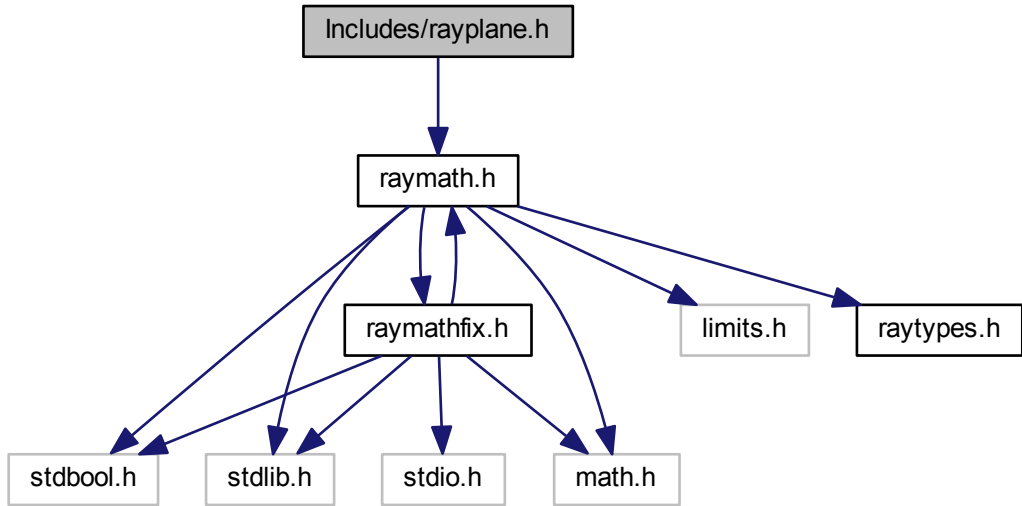 Includes/rayplane.h
raymath.h
raymathfix.h
limits.h
raytypes.h
stdbool.h
stdlib.h
stdio.h
math.h